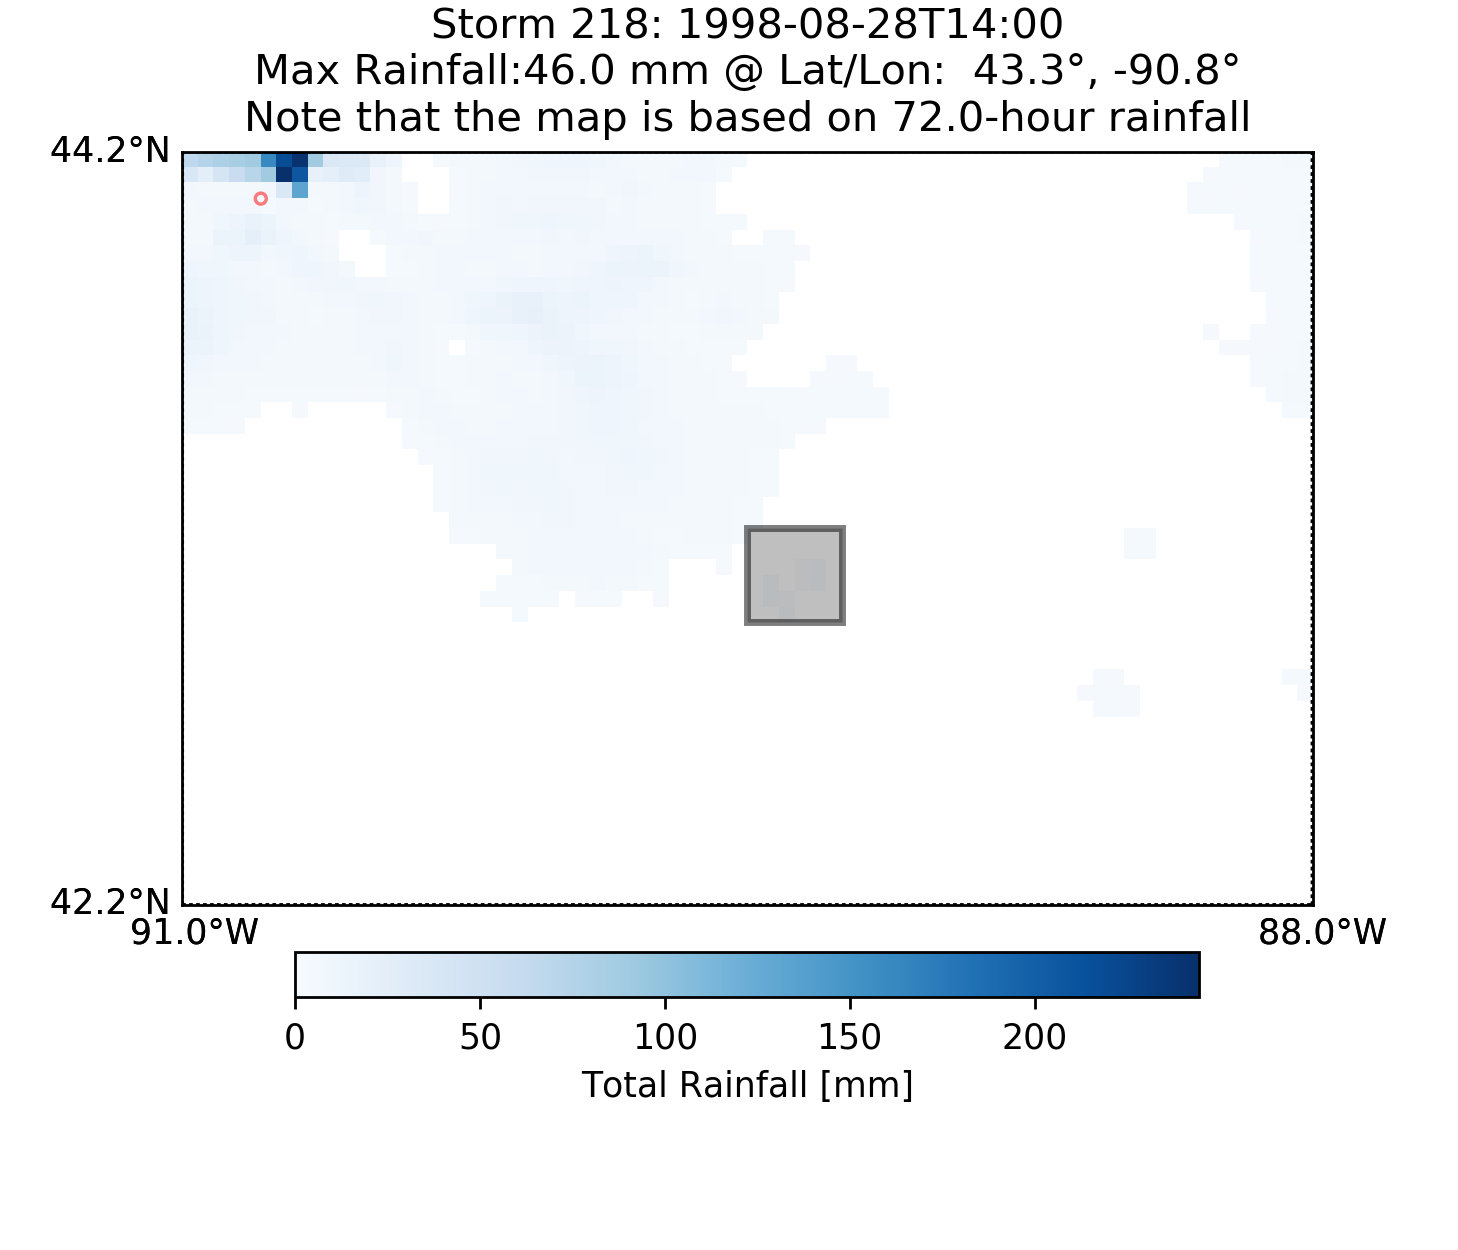 Storm 218: 1998-08-28T14:00
Max Rainfall:46.0 mm @ Lat/Lon:  43.3°, -90.8°
Note that the map is based on 72.0-hour rainfall
44.2°N
42.2°N
91.0°W
88.0°W
0
50
100
150
200
Total Rainfall [mm]